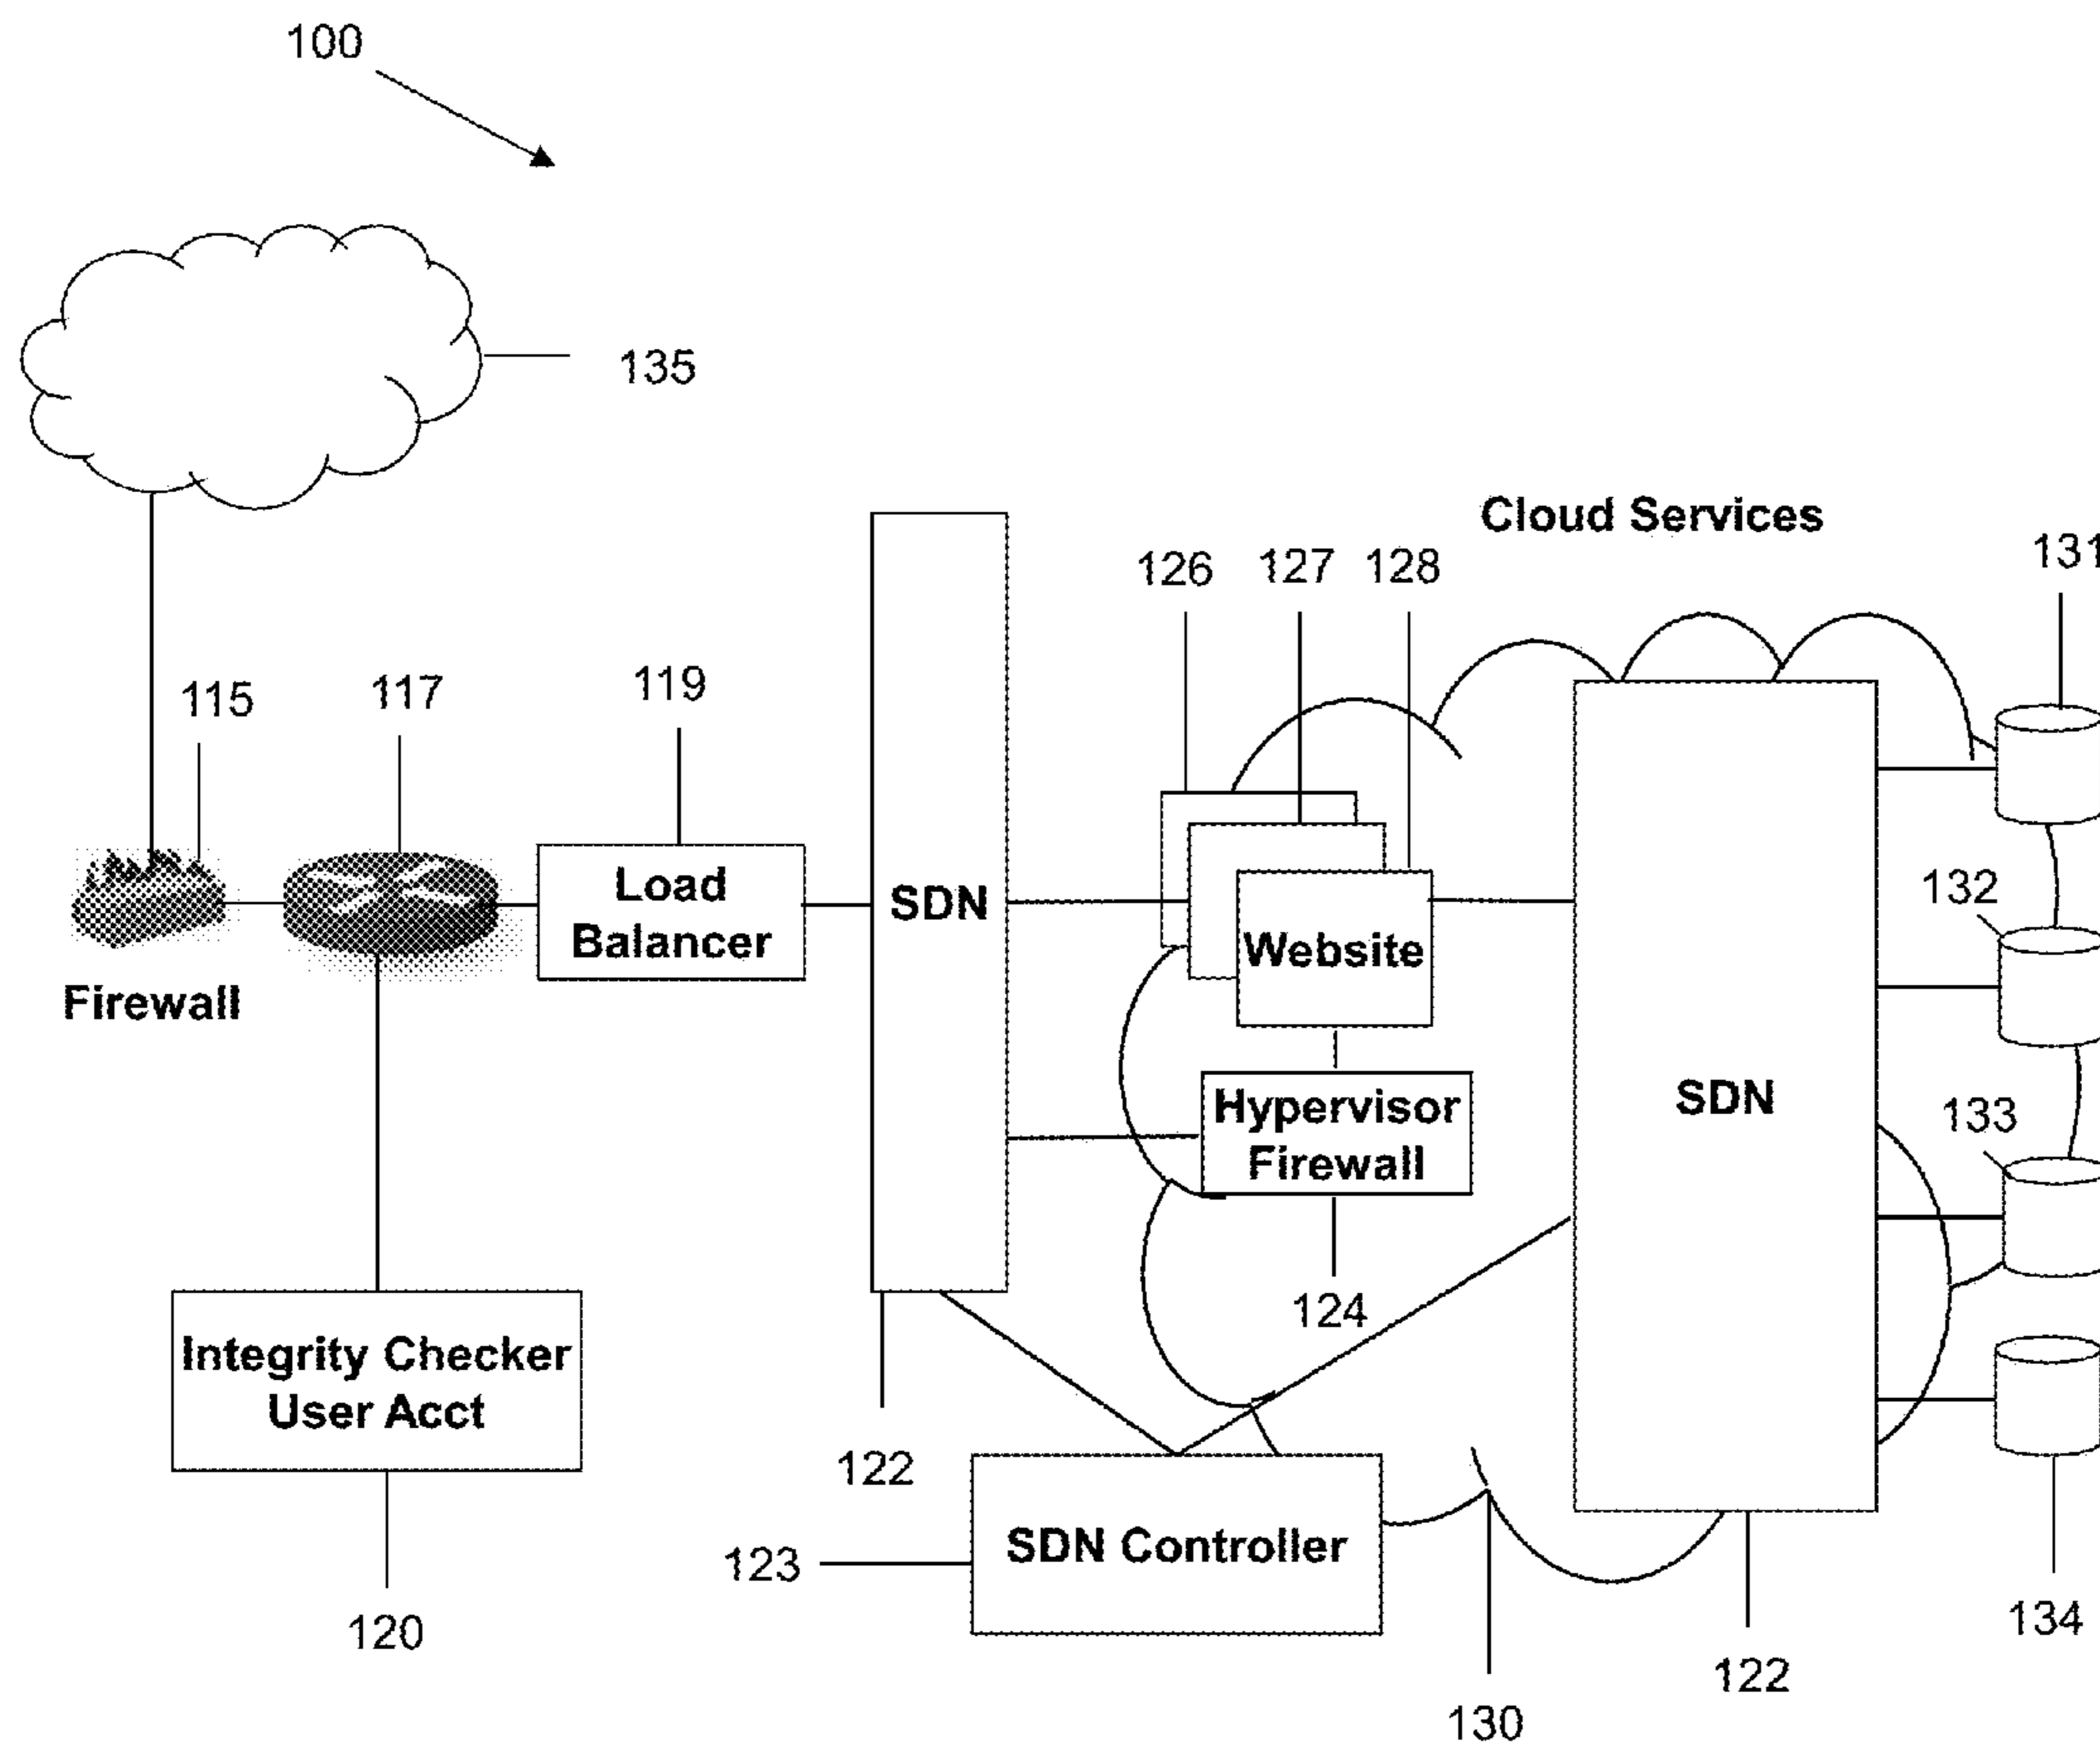 100
135
Cloud Services
131
126 127 128
115
117
119
132
Load
Balancer
SDN
Website
Firewall
Hypervisor
Firewall
SDN
133
124
Integrity Checker
User Acct
122
SDN Controller
123
120
134
122
130